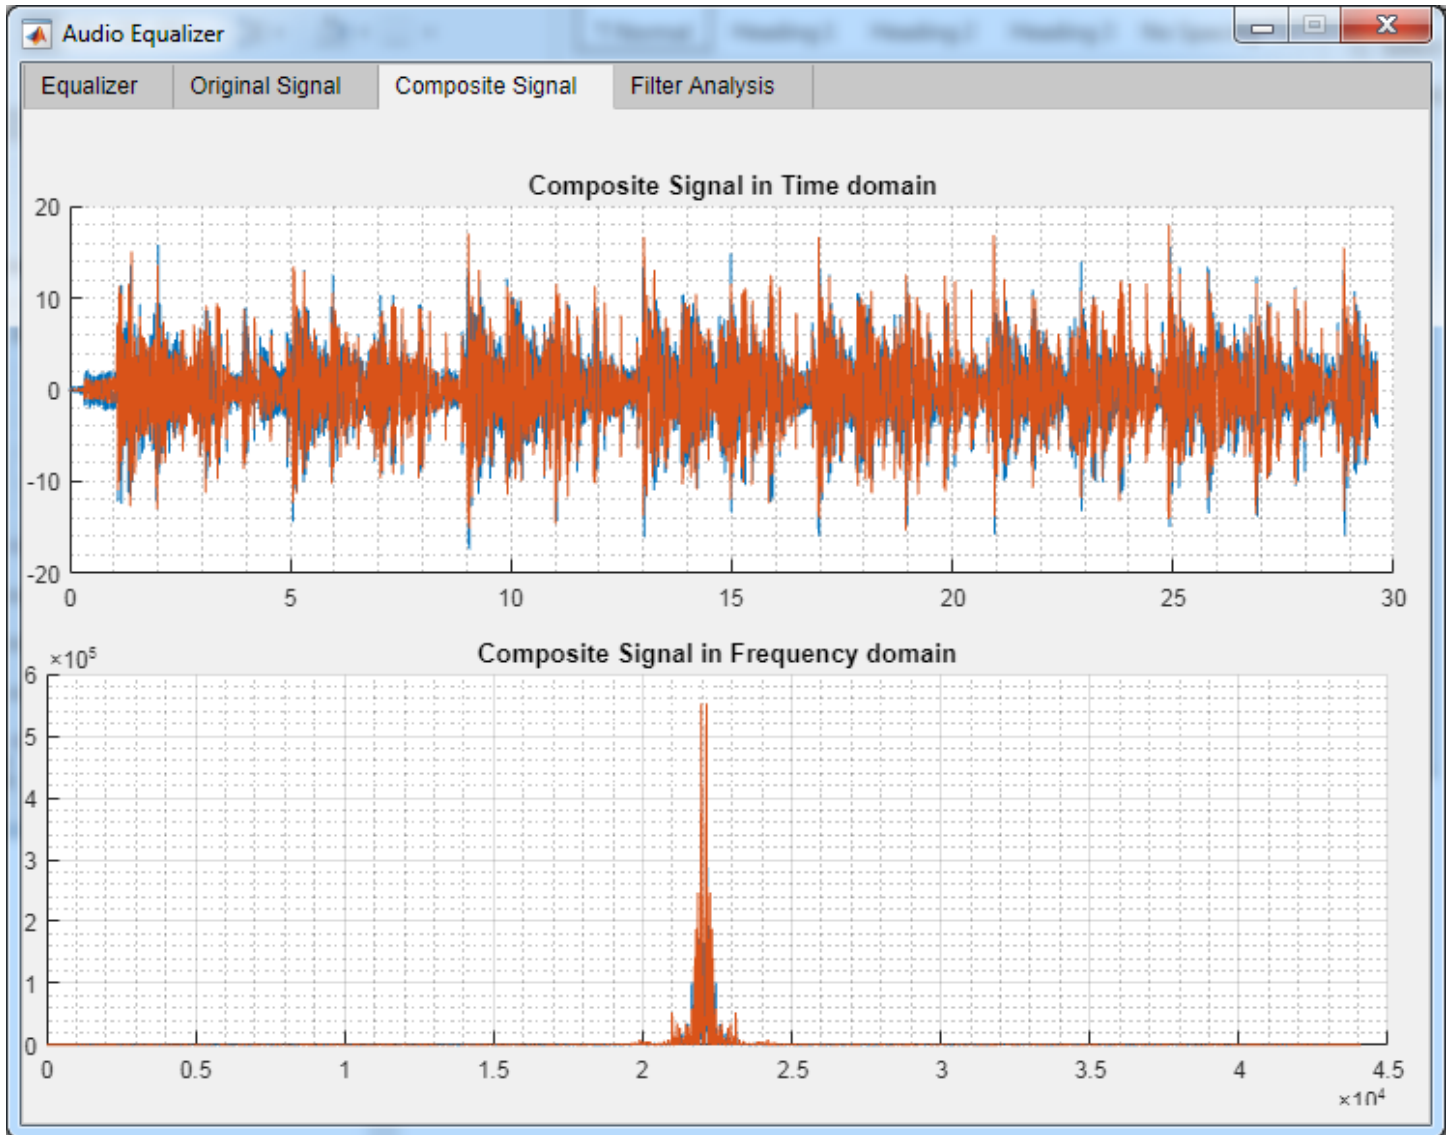 Audio Equalizer
Equalizer Original Signal Composite Signal Filter Analysis
Composite Signal in Time domain
20
10
0
-10
-20
0 5 10 15 20 25 30
Composite Signal in Frequency domain
×10⁵
6
5
4
3
2
1
0
0 0.5 1 1.5 2 2.5 3 3.5 4 4.5
×10⁴